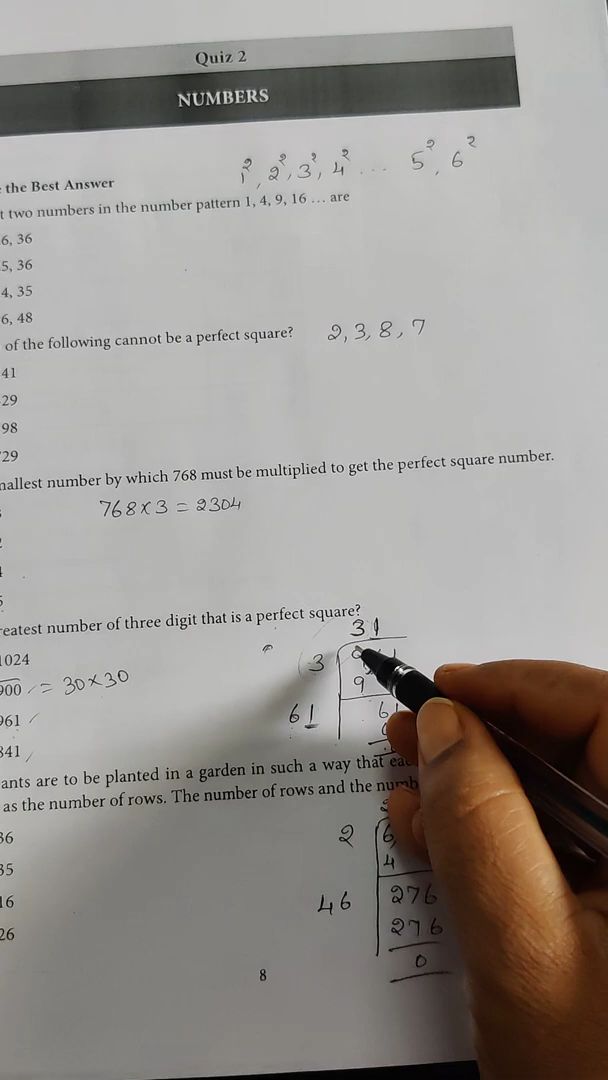 Quiz 2
NUMBERS
1², 2², 3², 4² ... 5², 6²
the Best Answer
t two numbers in the number pattern 1, 4, 9, 16 … are
6, 36
5, 36
4, 35
6, 48
of the following cannot be a perfect square? 2, 3, 8, 7
41
29
98
29
mallest number by which 768 must be multiplied to get the perfect square number.
768 × 3 = 2304
reatest number of three digit that is a perfect square?
31
1024
3
900 = 30 × 30
9
961
61 61
841
ants are to be planted in a garden in such a way that
as the number of rows. The number of rows and the
36
2 6,
35
4
16
46 276
26
276
0
8